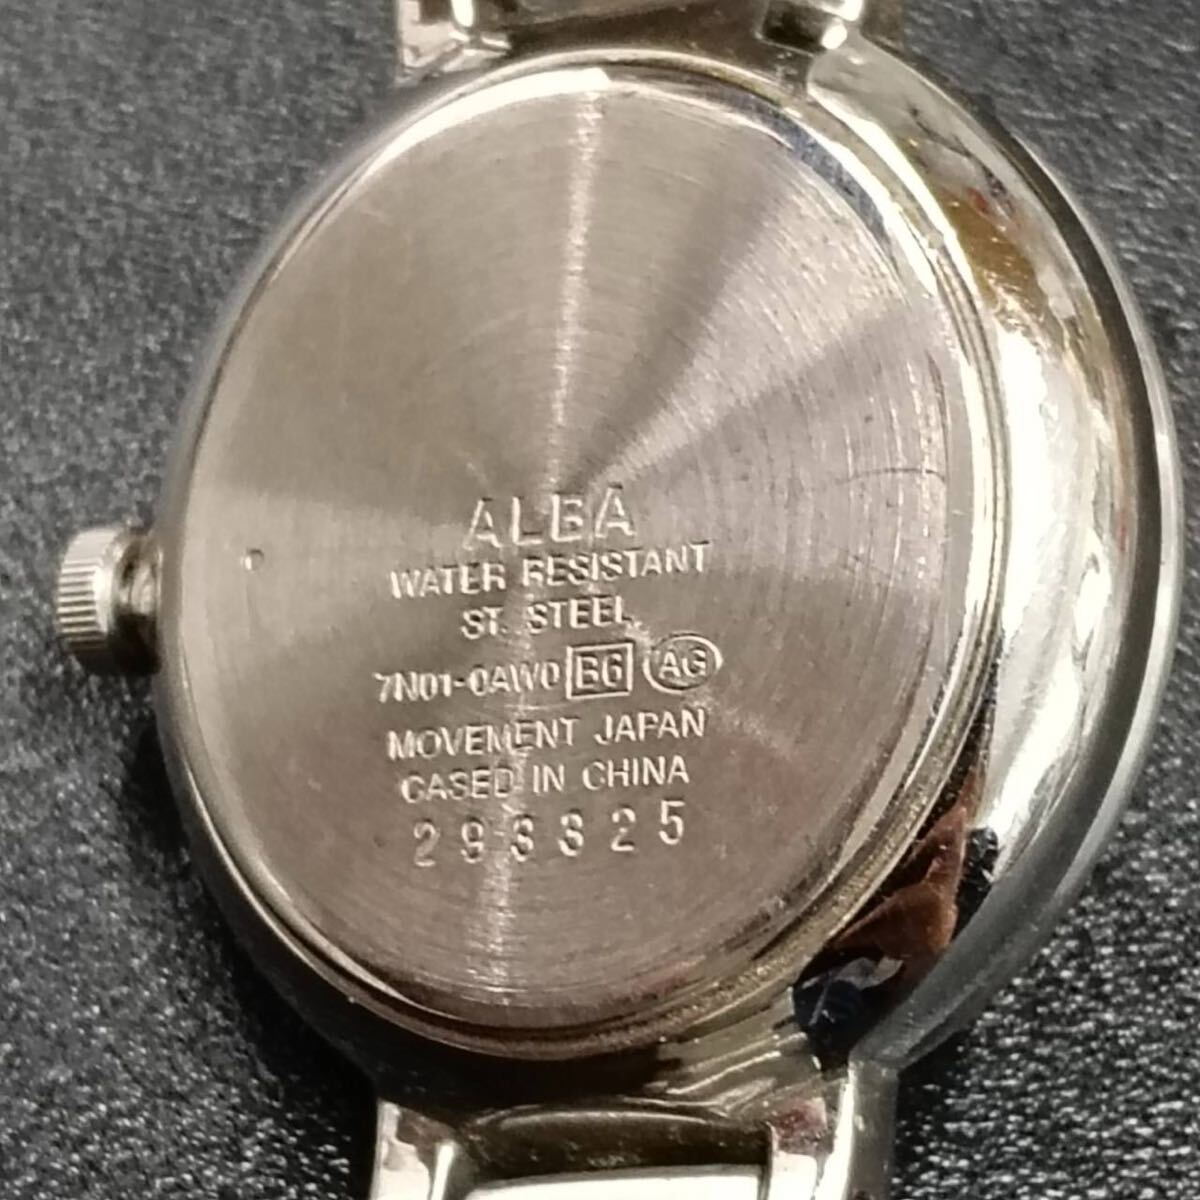 ALBA
WATER RESISTANT
ST. STEEL
7N01-0AW0 B6 AG
MOVEMENT JAPAN
CASED IN CHINA
293325